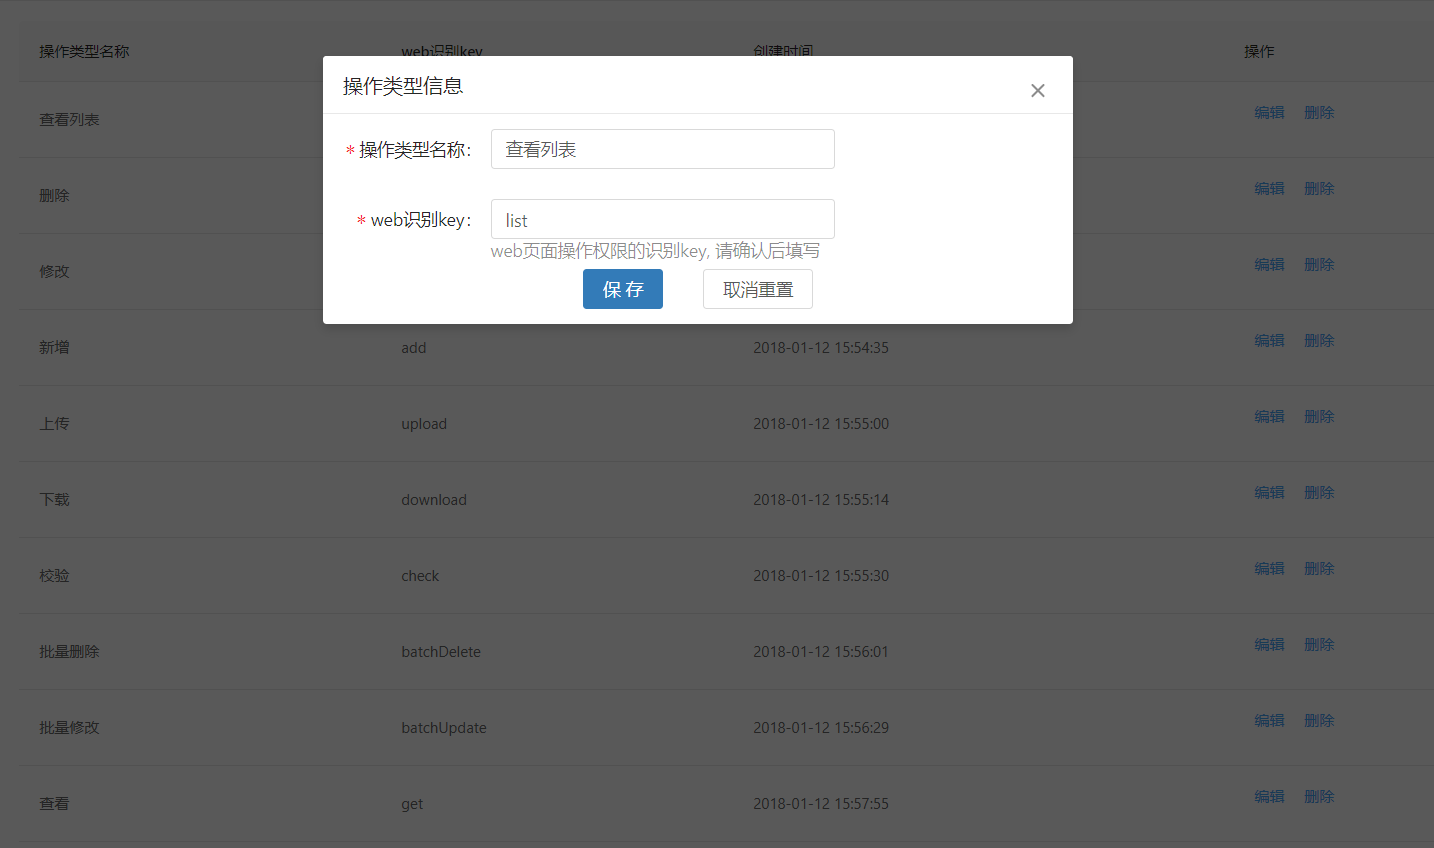 操作类型名称 web识别key 创建时间 操作
操作类型信息
查看列表 编辑 删除
* 操作类型名称: 查看列表
删除 编辑 删除
* web识别key: list
web页面操作权限的识别key, 请确认后填写
修改 编辑 删除
保 存 取消重置
新增 add 2018-01-12 15:54:35 编辑 删除
上传 upload 2018-01-12 15:55:00 编辑 删除
下载 download 2018-01-12 15:55:14 编辑 删除
校验 check 2018-01-12 15:55:30 编辑 删除
批量删除 batchDelete 2018-01-12 15:56:01 编辑 删除
批量修改 batchUpdate 2018-01-12 15:56:29 编辑 删除
查看 get 2018-01-12 15:57:55 编辑 删除